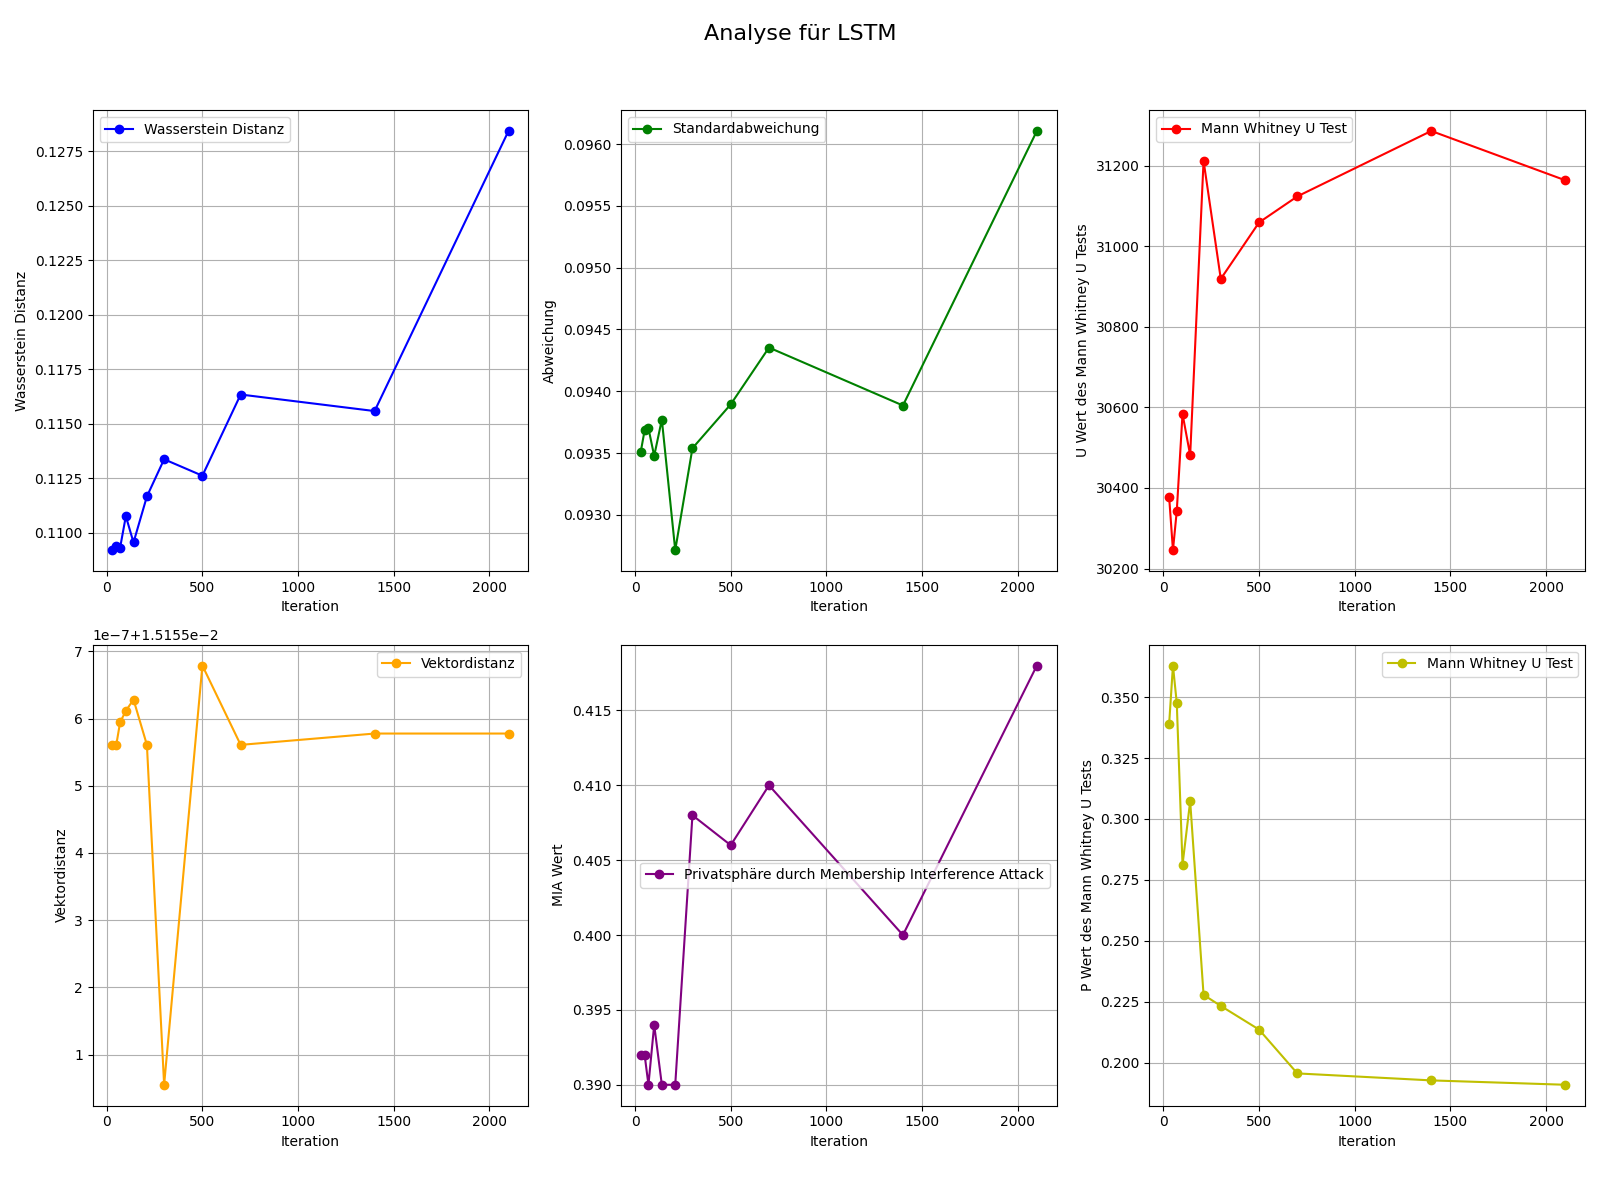 Analyse für LSTM
Wasserstein Distanz
0.1275
0.1250
0.1225
0.1200
0.1175
0.1150
0.1125
0.1100
Wasserstein Distanz
0 500 1000 1500 2000
Iteration
Standardabweichung
0.0960
0.0955
0.0950
0.0945
0.0940
0.0935
0.0930
Abweichung
0 500 1000 1500 2000
Iteration
Mann Whitney U Test
31200
31000
30800
30600
30400
30200
U Wert des Mann Whitney U Tests
0 500 1000 1500 2000
Iteration
1e−7+1.5155e−2
Vektordistanz
7
6
5
4
3
2
1
Vektordistanz
0 500 1000 1500 2000
Iteration
0.415
0.410
0.405
0.400
0.395
0.390
MIA Wert
Privatsphäre durch Membership Interference Attack
0 500 1000 1500 2000
Iteration
Mann Whitney U Test
0.350
0.325
0.300
0.275
0.250
0.225
0.200
P Wert des Mann Whitney U Tests
0 500 1000 1500 2000
Iteration